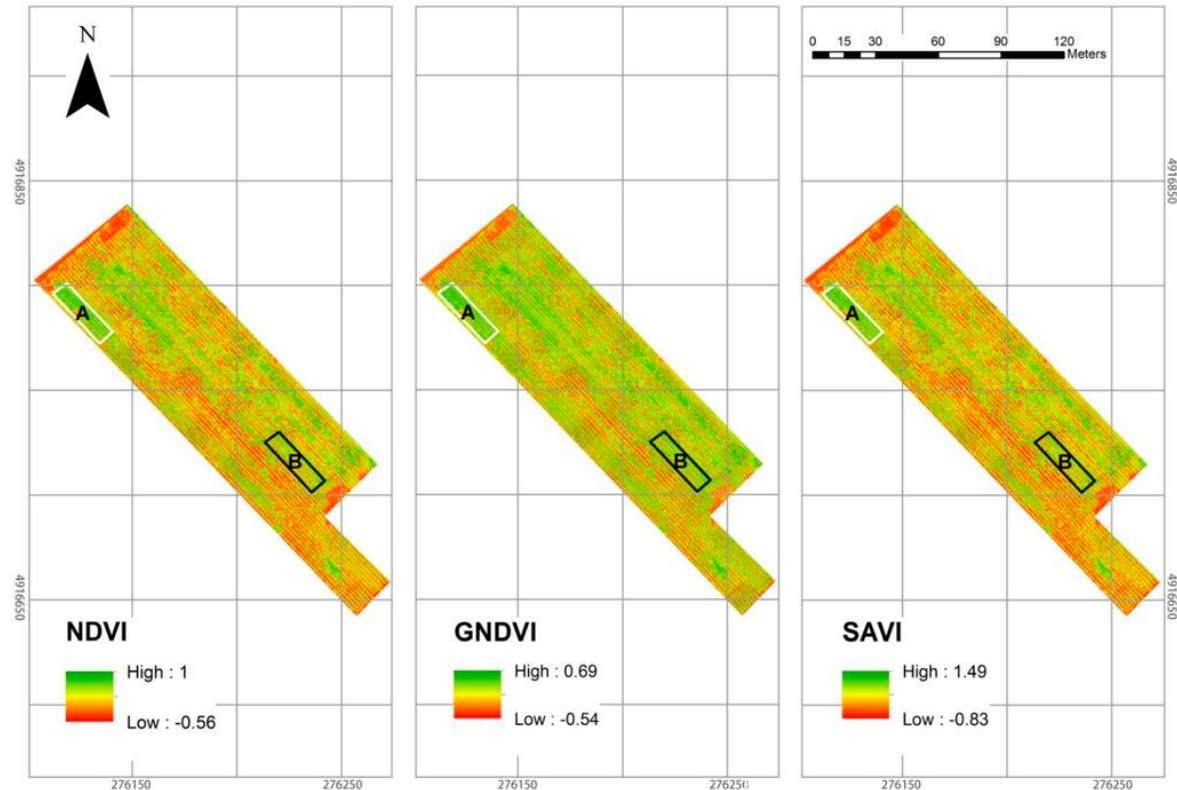 N
0 15 30 60 90 120
Meters
4916850
4916850
A
A
A
B
B
B
4916650
4916650
NDVI
High : 1
Low : -0.56
GNDVI
High : 0.69
Low : -0.54
SAVI
High : 1.49
Low : -0.83
276150
276250
276150
276250
276150
276250